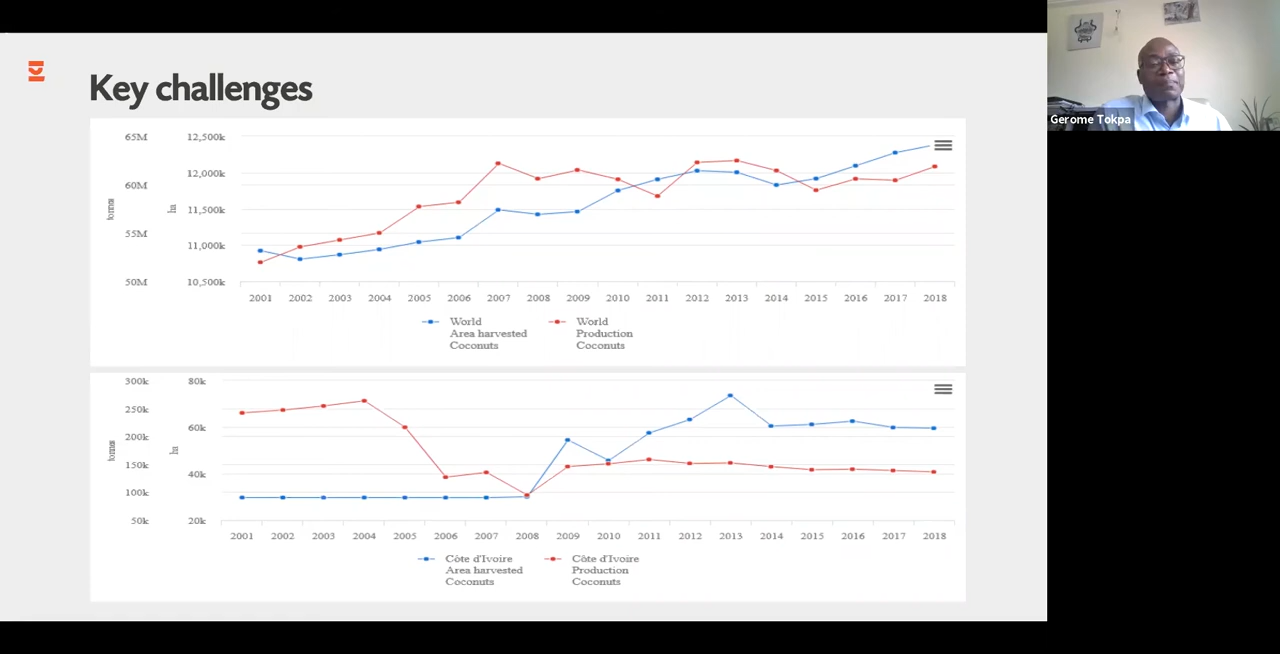 Key challenges
65M 12,500k
12,000k
60M
tonnes ha
11,500k
55M
11,000k
50M 10,500k
2001 2002 2003 2004 2005 2006 2007 2008 2009 2010 2011 2012 2013 2014 2015 2016 2017 2018
World World
Area harvested Production
Coconuts Coconuts
300k 80k
250k
60k
200k
tonnes ha
150k
40k
100k
50k 20k
2001 2002 2003 2004 2005 2006 2007 2008 2009 2010 2011 2012 2013 2014 2015 2016 2017 2018
Côte d'Ivoire Côte d'Ivoire
Area harvested Production
Coconuts Coconuts
Gerome Tokpa